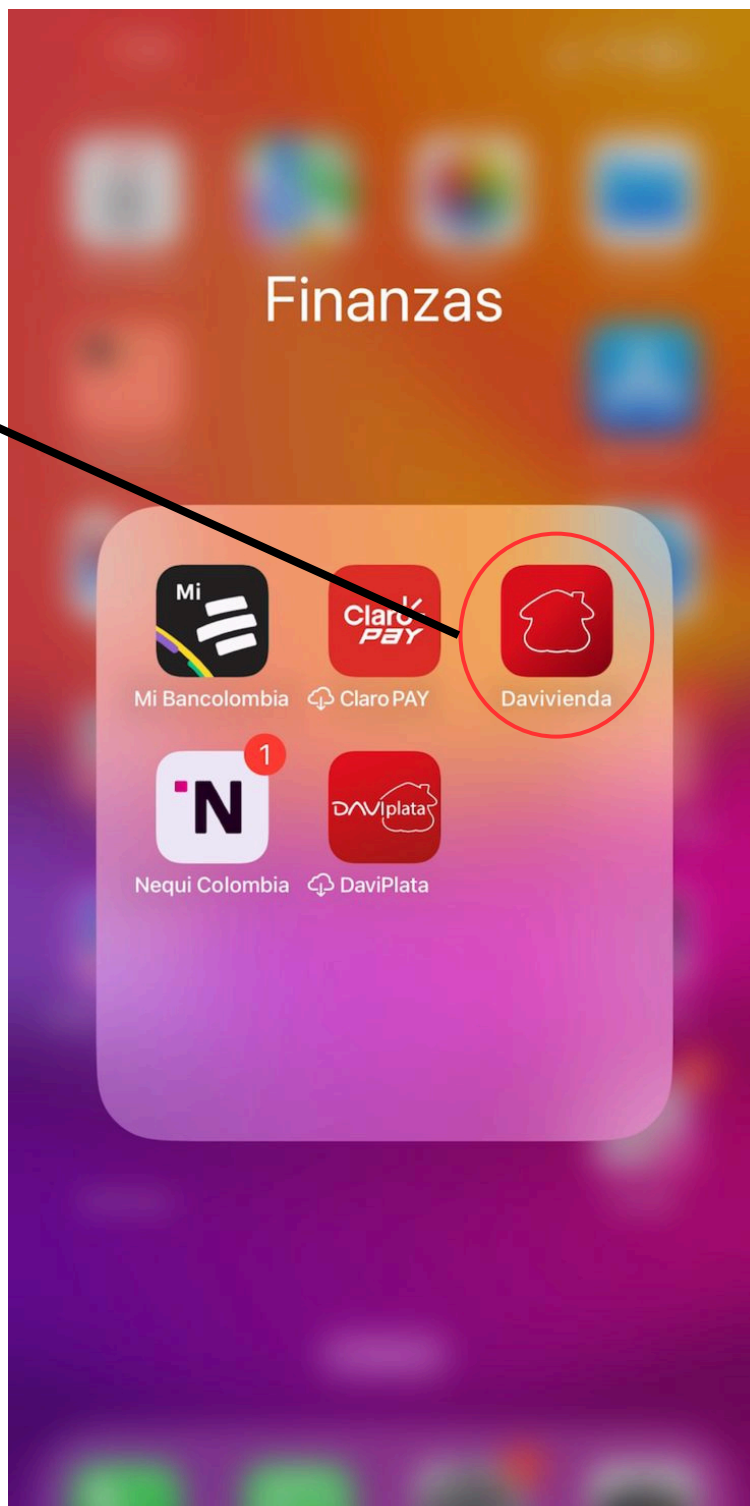 Finanzas
Mi
Claro
PAY
Mi Bancolombia
Claro PAY
Davivienda
1
N
DAVIplata
Nequi Colombia
DaviPlata